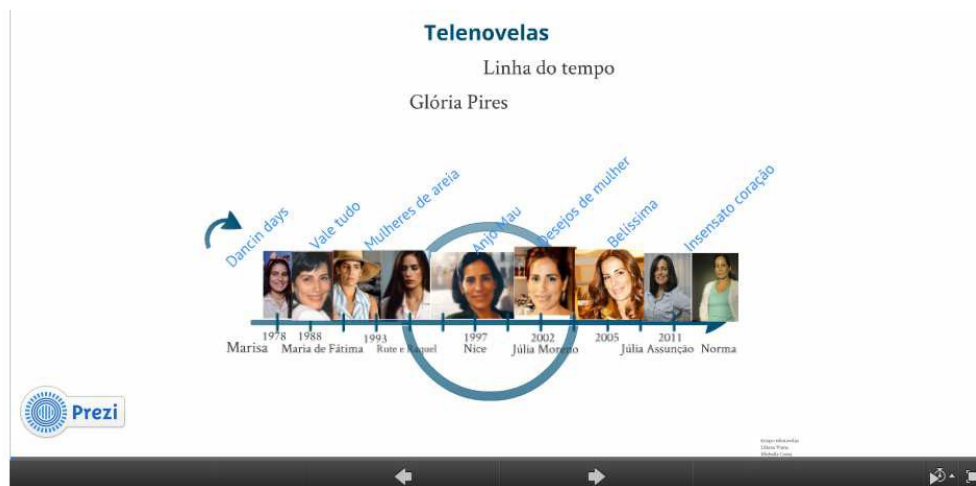 Telenovelas
Linha do tempo
Glória Pires
Dancin days
Vale tudo
Mulheres de areia
Anjo Mau
Desejos de mulher
Belíssima
Insensato coração
1978 1988 1993 1997 2002 2005 2011
Marisa Maria de Fátima Rute e Raquel Nice Júlia Moreno Júlia Assunção Norma
Prezi